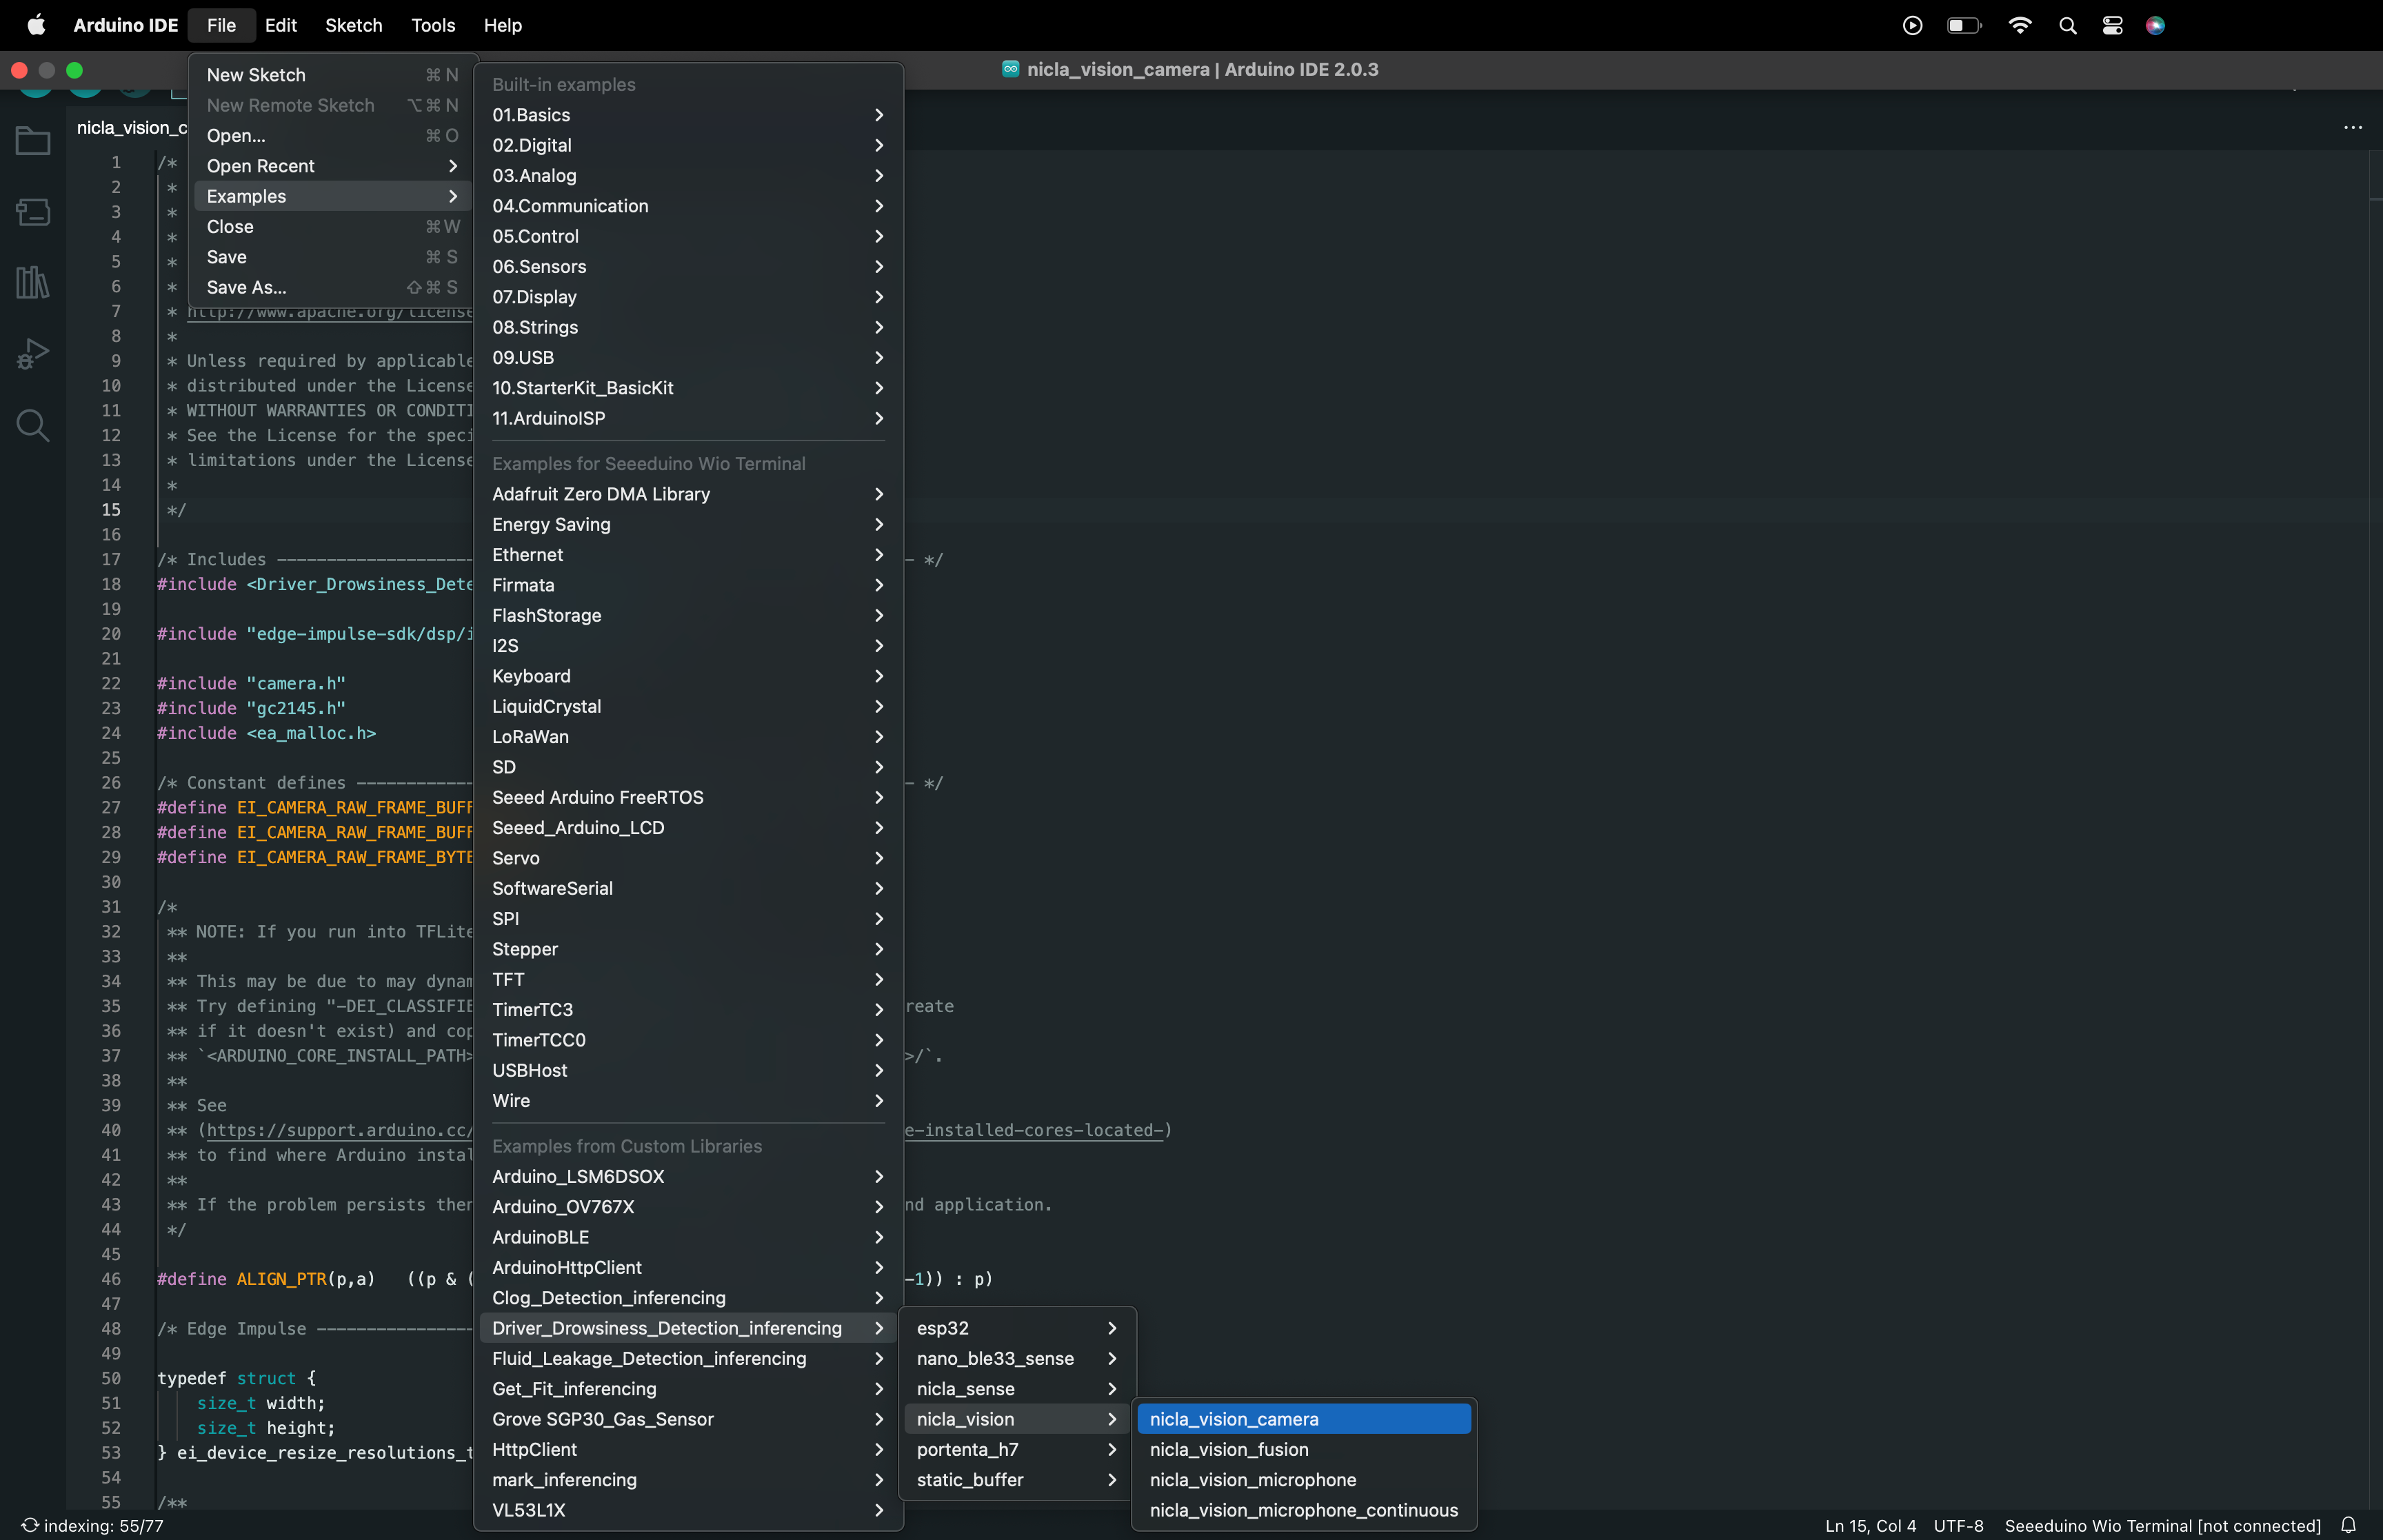 Arduino IDE File Edit Sketch Tools Help
nicla_vision_camera | Arduino IDE 2.0.3
nicla_vision_c
New Sketch ⌘ N
New Remote Sketch ⌥ ⌘ N
Open... ⌘ O
Open Recent
Examples
Close ⌘ W
Save ⌘ S
Save As... ⇧ ⌘ S
Built-in examples
01.Basics
02.Digital
03.Analog
04.Communication
05.Control
06.Sensors
07.Display
08.Strings
09.USB
10.StarterKit_BasicKit
11.ArduinoISP
Examples for Seeeduino Wio Terminal
Adafruit Zero DMA Library
Energy Saving
Ethernet
Firmata
FlashStorage
I2S
Keyboard
LiquidCrystal
LoRaWan
SD
Seeed Arduino FreeRTOS
Seeed_Arduino_LCD
Servo
SoftwareSerial
SPI
Stepper
TFT
TimerTC3
TimerTCC0
USBHost
Wire
Examples from Custom Libraries
Arduino_LSM6DSOX
Arduino_OV767X
ArduinoBLE
ArduinoHttpClient
Clog_Detection_inferencing
Driver_Drowsiness_Detection_inferencing
Fluid_Leakage_Detection_inferencing
Get_Fit_inferencing
Grove SGP30_Gas_Sensor
HttpClient
mark_inferencing
VL53L1X
esp32
nano_ble33_sense
nicla_sense
nicla_vision
portenta_h7
static_buffer
nicla_vision_camera
nicla_vision_fusion
nicla_vision_microphone
nicla_vision_microphone_continuous
1 /*
2 *
3 *
4 *
5 *
6 *
7 * http://www.apache.org/license
8 *
9 * Unless required by applicable
10 * distributed under the License
11 * WITHOUT WARRANTIES OR CONDITI
12 * See the License for the speci
13 * limitations under the License
14 *
15 */
16
17 /* Includes ---------------------- */
18 #include <Driver_Drowsiness_Dete
19
20 #include "edge-impulse-sdk/dsp/i
21
22 #include "camera.h"
23 #include "gc2145.h"
24 #include <ea_malloc.h>
25
26 /* Constant defines -------------- */
27 #define EI_CAMERA_RAW_FRAME_BUFF
28 #define EI_CAMERA_RAW_FRAME_BUFF
29 #define EI_CAMERA_RAW_FRAME_BYTE
30
31 /*
32 ** NOTE: If you run into TFLite
33 **
34 ** This may be due to may dynam
35 ** Try defining "-DEI_CLASSIFIE reate
36 ** if it doesn't exist) and cop
37 ** `<ARDUINO_CORE_INSTALL_PATH> >/`.
38 **
39 ** See
40 ** (https://support.arduino.cc/ e-installed-cores-located-)
41 ** to find where Arduino instal
42 **
43 ** If the problem persists ther nd application.
44 */
45
46 #define ALIGN_PTR(p,a) ((p & ( -1)) : p)
47
48 /* Edge Impulse ------------------
49
50 typedef struct {
51 size_t width;
52 size_t height;
53 } ei_device_resize_resolutions_t
54
55 /**
indexing: 55/77
Ln 15, Col 4 UTF-8 Seeeduino Wio Terminal [not connected]